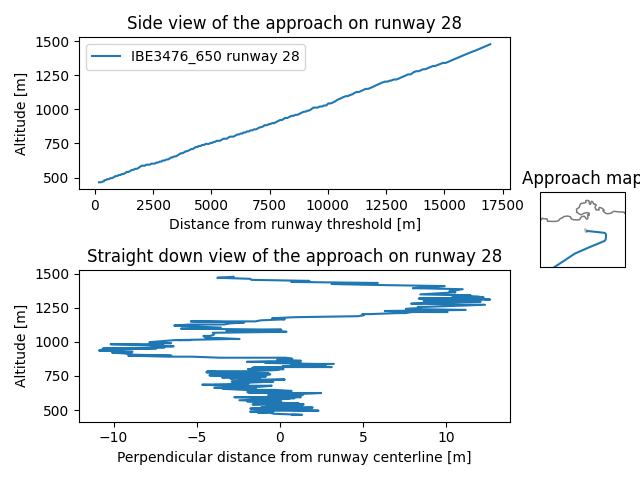 Side view of the approach on runway 28
1500
1250
1000
750
500
Altitude [m]
IBE3476_650 runway 28
0
2500
5000
7500
10000
12500
15000
17500
Distance from runway threshold [m]
Approach map
Straight down view of the approach on runway 28
1500
1250
1000
750
500
Altitude [m]
−10
−5
0
5
10
Perpendicular distance from runway centerline [m]